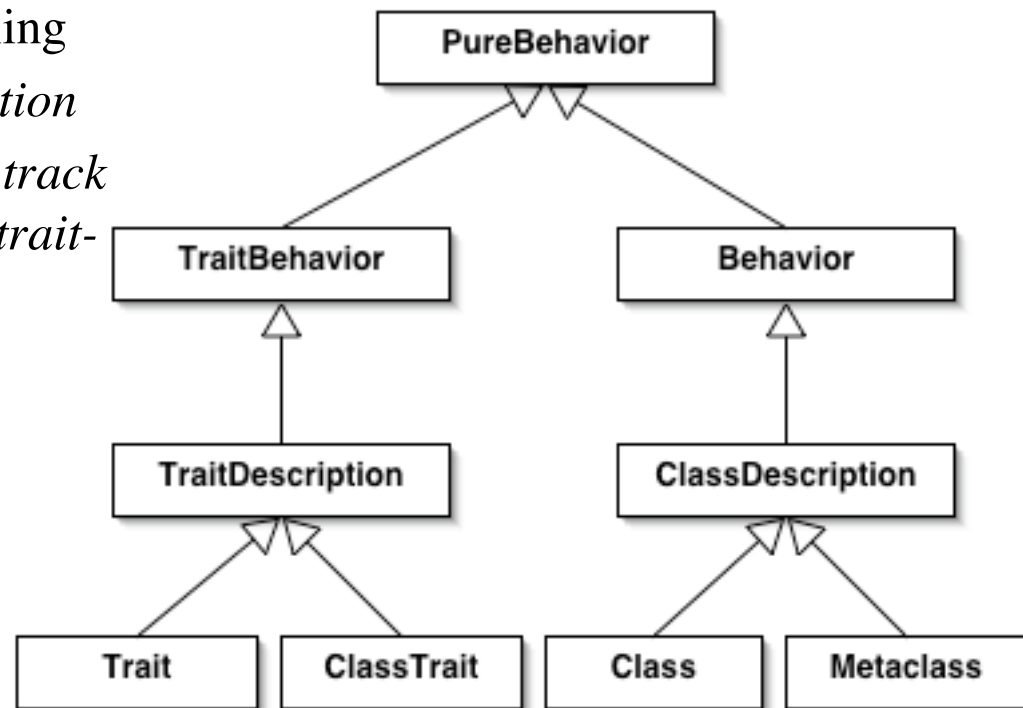 ing
tion
track
trait-
PureBehavior
TraitBehavior
Behavior
TraitDescription
ClassDescription
Trait
ClassTrait
Class
Metaclass